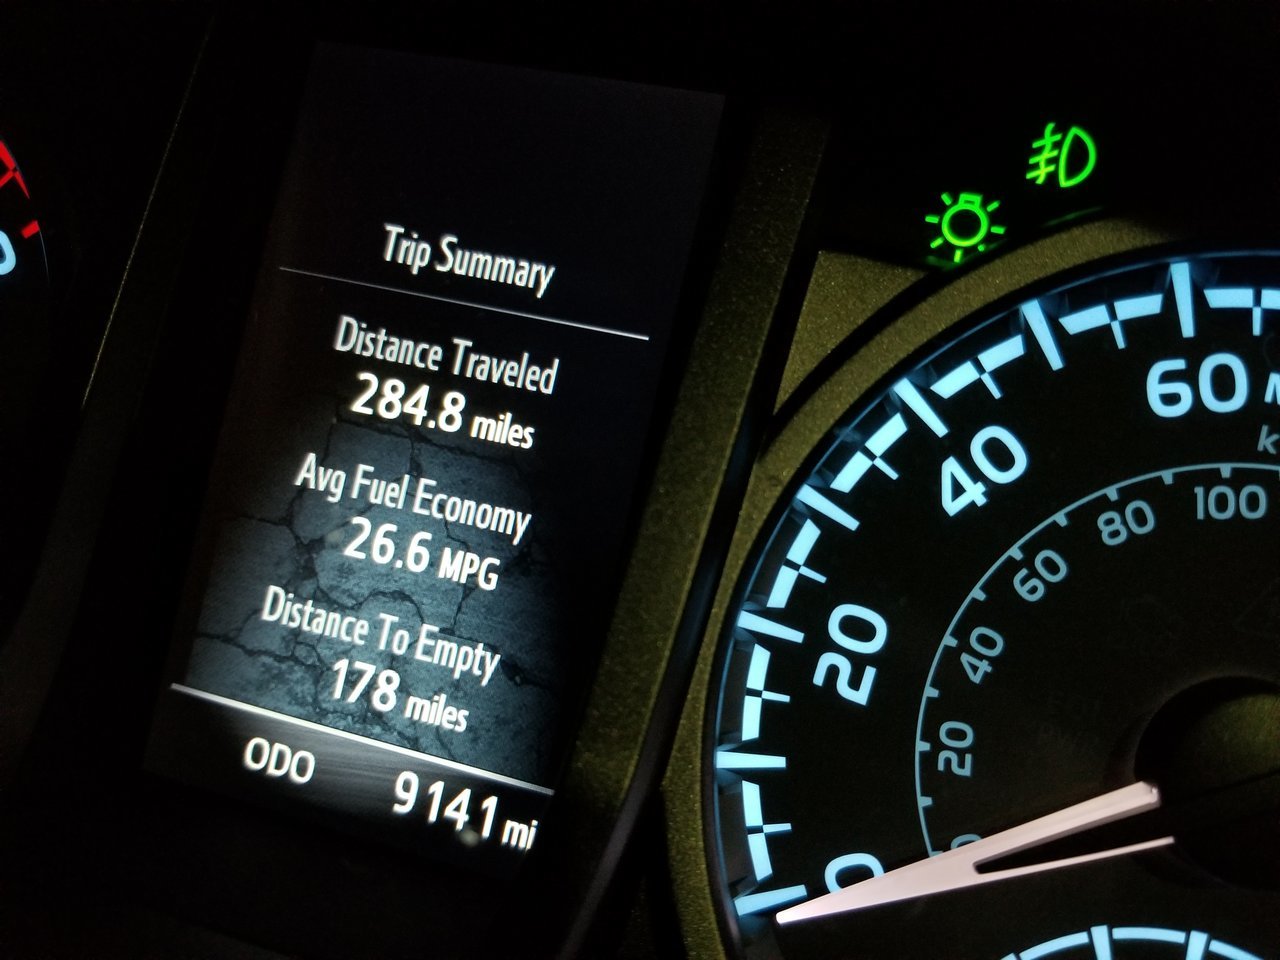 Trip Summary
Distance Traveled
284.8 miles
Avg Fuel Economy
26.6 MPG
Distance To Empty
178 miles
ODO 9141 mi
0
20
40
60
20
40
60
80
100